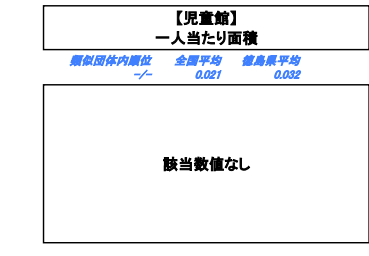 【児童館】
一人当たり面積
類似団体内順位 全国平均 徳島県平均
-/- 0.021 0.032
該当数値なし